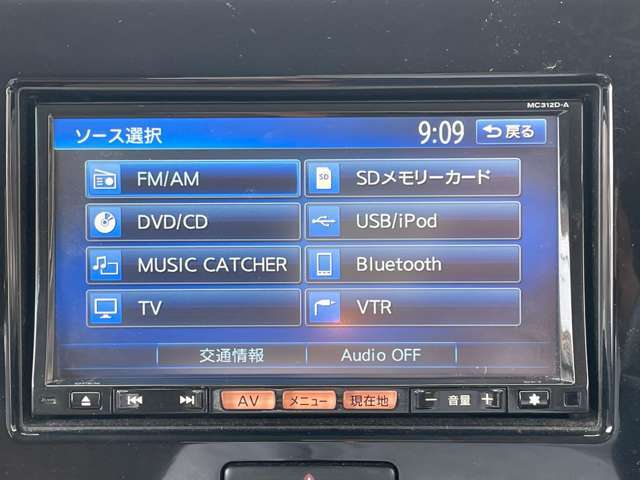 MC312D-A
ソース選択 9:09 戻る
FM/AM SDメモリーカード
SD
DVD/CD USB/iPod
MUSIC CATCHER Bluetooth
TV VTR
交通情報 Audio OFF
AV メニュー 現在地 − 音量 +